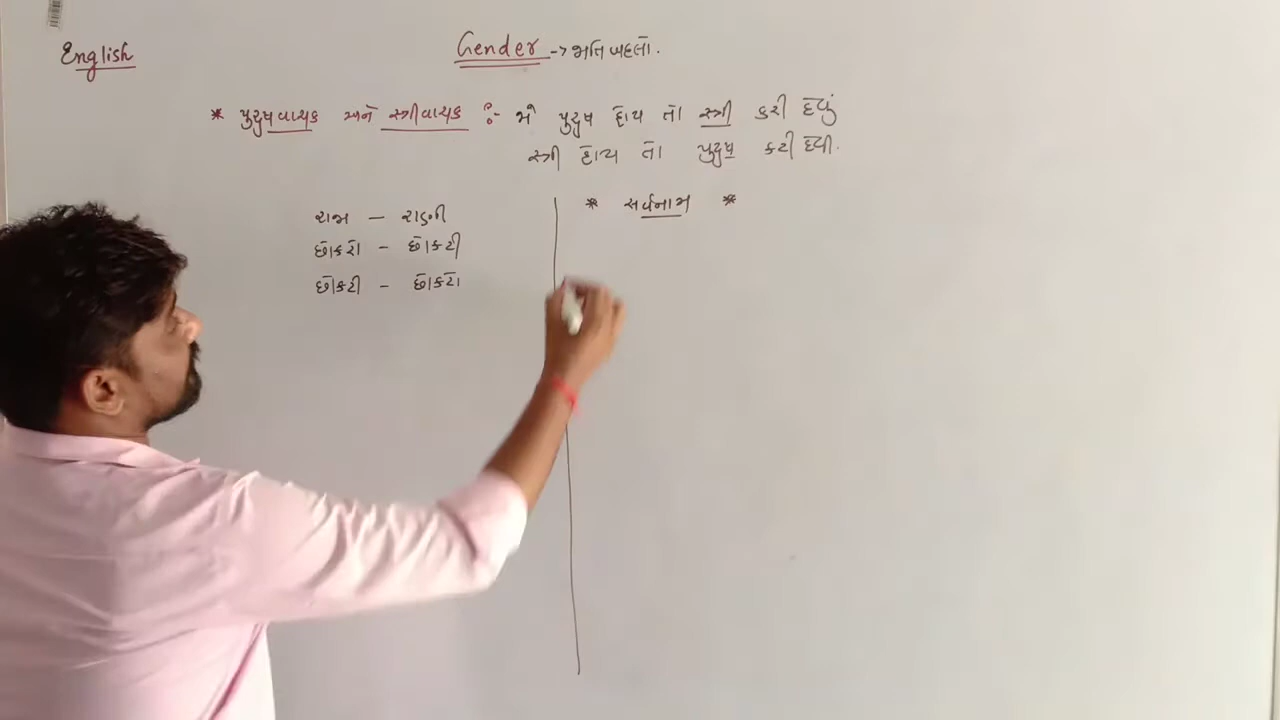 English
Gender -> જાતિ બદલો.
* પુરુષવાચક અને સ્ત્રીવાચક :- જો પુરુષ હોય તો સ્ત્રી કરી દેવું
સ્ત્રી હોય તો પુરુષ કરી દેવી.
રાજા - રાણી
છોકરો - છોકરી
છોકરી - છોકરો
* સર્વનામ *